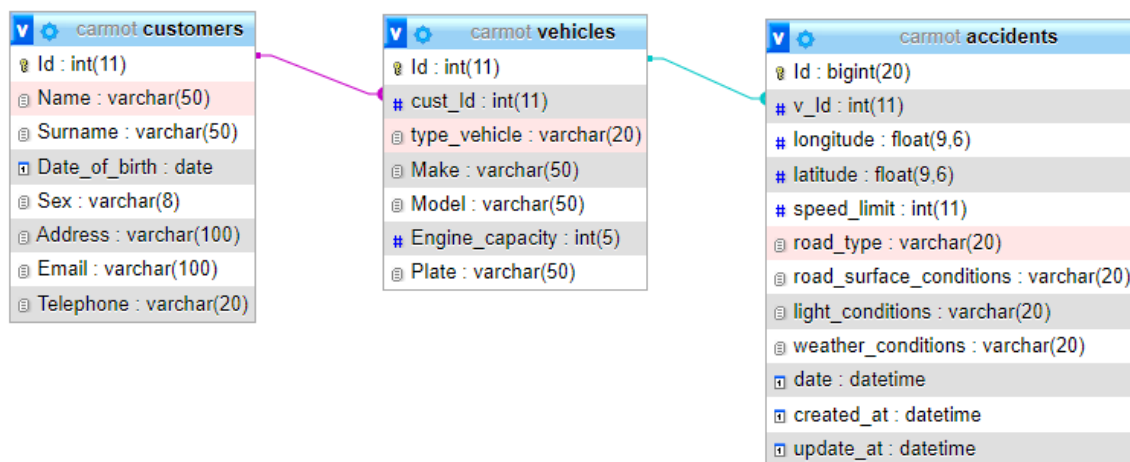 carmot customers
Id : int(11)
Name : varchar(50)
Surname : varchar(50)
Date_of_birth : date
Sex : varchar(8)
Address : varchar(100)
Email : varchar(100)
Telephone : varchar(20)
carmot vehicles
Id : int(11)
cust_Id : int(11)
type_vehicle : varchar(20)
Make : varchar(50)
Model : varchar(50)
Engine_capacity : int(5)
Plate : varchar(50)
carmot accidents
Id : bigint(20)
v_Id : int(11)
longitude : float(9,6)
latitude : float(9,6)
speed_limit : int(11)
road_type : varchar(20)
road_surface_conditions : varchar(20)
light_conditions : varchar(20)
weather_conditions : varchar(20)
date : datetime
created_at : datetime
update_at : datetime